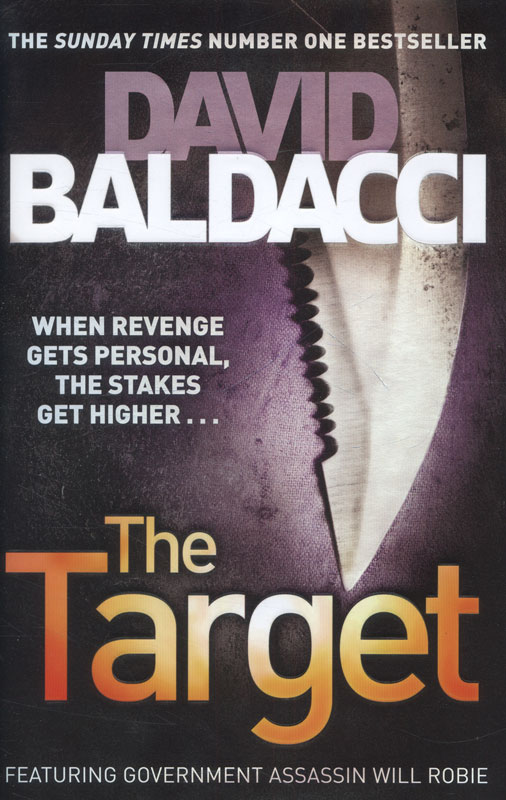 THE SUNDAY TIMES NUMBER ONE BESTSELLER
DAVID
BALDACCI
WHEN REVENGE
GETS PERSONAL,
THE STAKES
GET HIGHER . . .
The
Target
FEATURING GOVERNMENT ASSASSIN WILL ROBIE